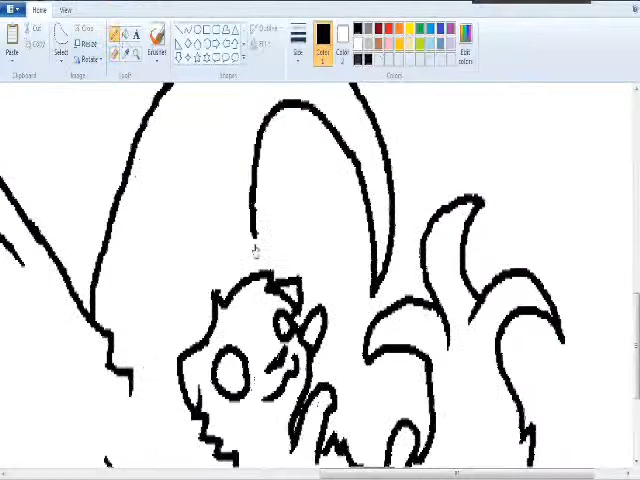 Home View
Paste
Cut
Copy
Select
Crop
Resize
Rotate
Brushes
Outline
Fill
Size
Color 1
Color 2
Edit colors
Clipboard Image Tools Shapes Colors